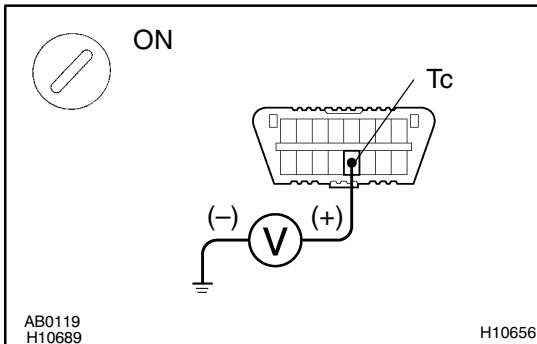 ON
Tc
(−) V (+)
AB0119
H10689
H10656